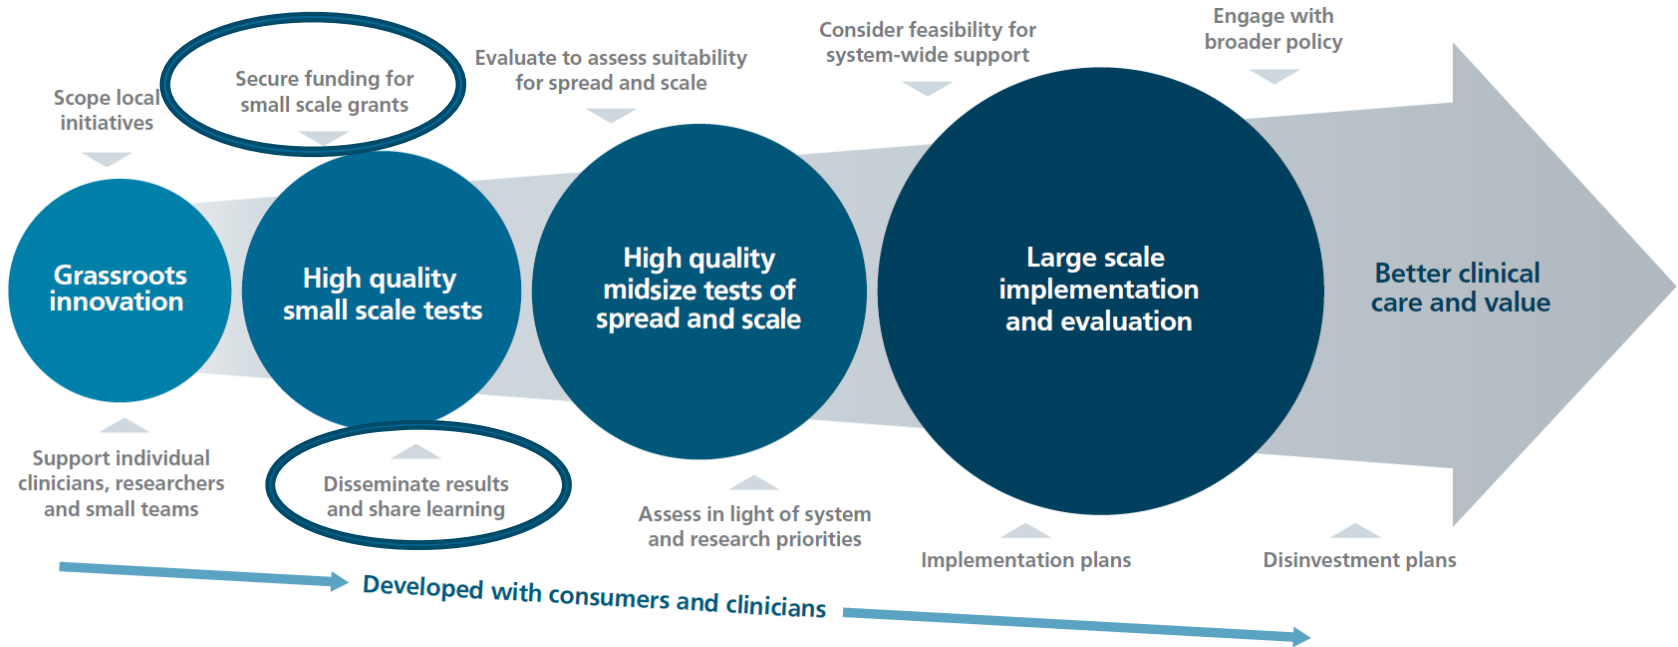 Scope local
initiatives
Secure funding for
small scale grants
Evaluate to assess suitability
for spread and scale
Consider feasibility for
system-wide support
Engage with
broader policy
Grassroots
innovation
High quality
small scale tests
High quality
midsize tests of
spread and scale
Large scale
implementation
and evaluation
Better clinical
care and value
Support individual
clinicians, researchers
and small teams
Disseminate results
and share learning
Assess in light of system
and research priorities
Implementation plans
Disinvestment plans
Developed with consumers and clinicians